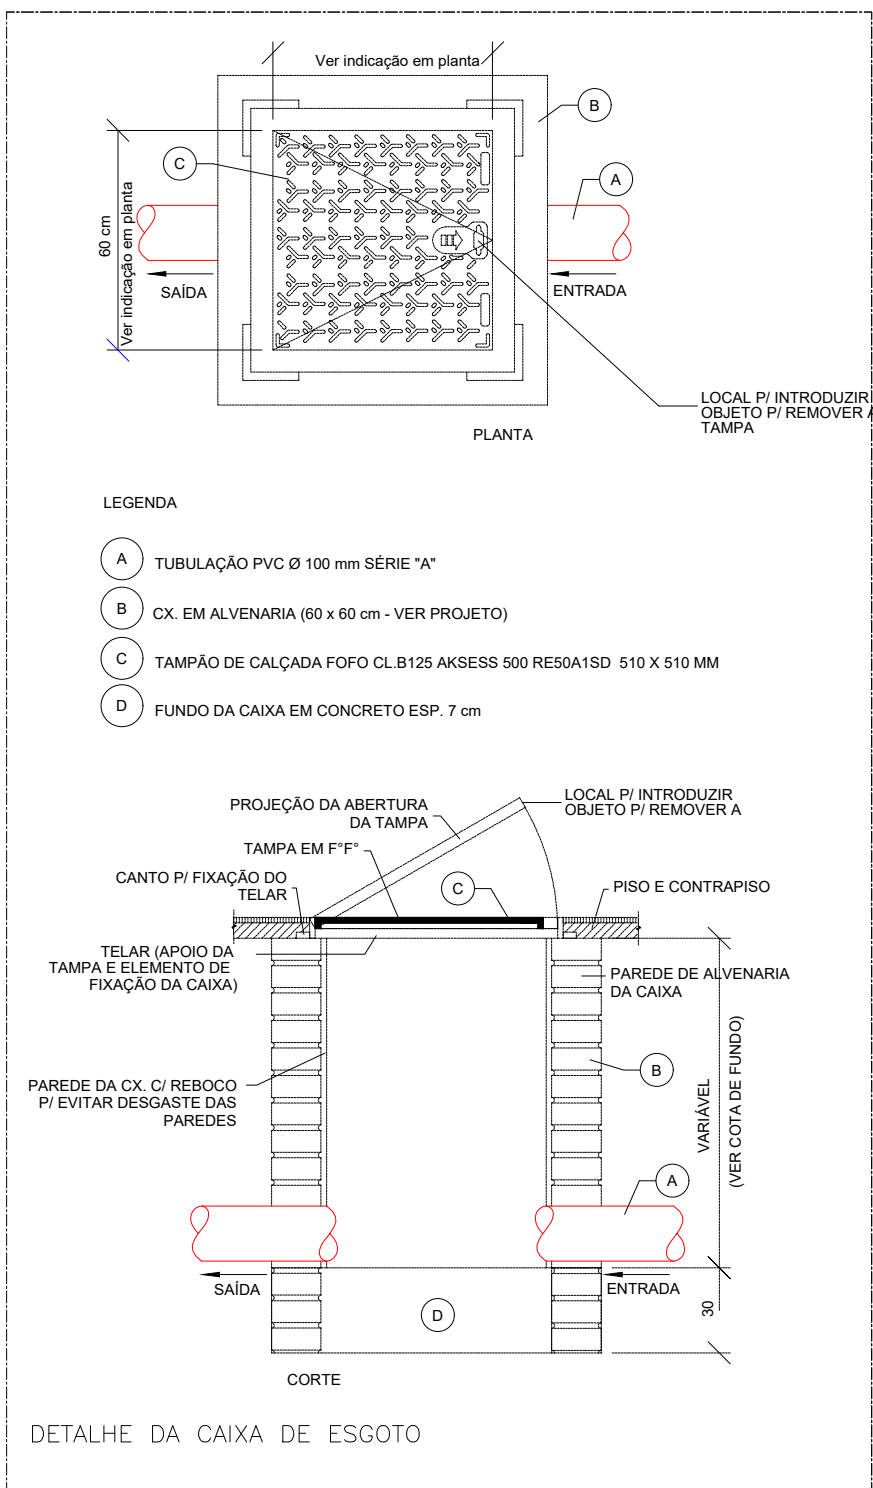 Ver indicação em planta
B
C
A
60 cm
Ver indicação em planta
SAÍDA
ENTRADA
LOCAL P/ INTRODUZIR
OBJETO P/ REMOVER A
TAMPA
PLANTA
LEGENDA
A TUBULAÇÃO PVC Ø 100 mm SÉRIE "A"
B CX. EM ALVENARIA (60 x 60 cm - VER PROJETO)
C TAMPÃO DE CALÇADA FOFO CL.B125 AKSESS 500 RE50A1SD 510 X 510 MM
D FUNDO DA CAIXA EM CONCRETO ESP. 7 cm
LOCAL P/ INTRODUZIR
OBJETO P/ REMOVER A
PROJEÇÃO DA ABERTURA
DA TAMPA
TAMPA EM F°F°
CANTO P/ FIXAÇÃO DO
TELAR
C
PISO E CONTRAPISO
TELAR (APOIO DA
TAMPA E ELEMENTO DE
FIXAÇÃO DA CAIXA)
PAREDE DE ALVENARIA
DA CAIXA
PAREDE DA CX. C/ REBOCO
P/ EVITAR DESGASTE DAS
PAREDES
B
VARIÁVEL
(VER COTA DE FUNDO)
A
SAÍDA
ENTRADA
D
30
CORTE
DETALHE DA CAIXA DE ESGOTO